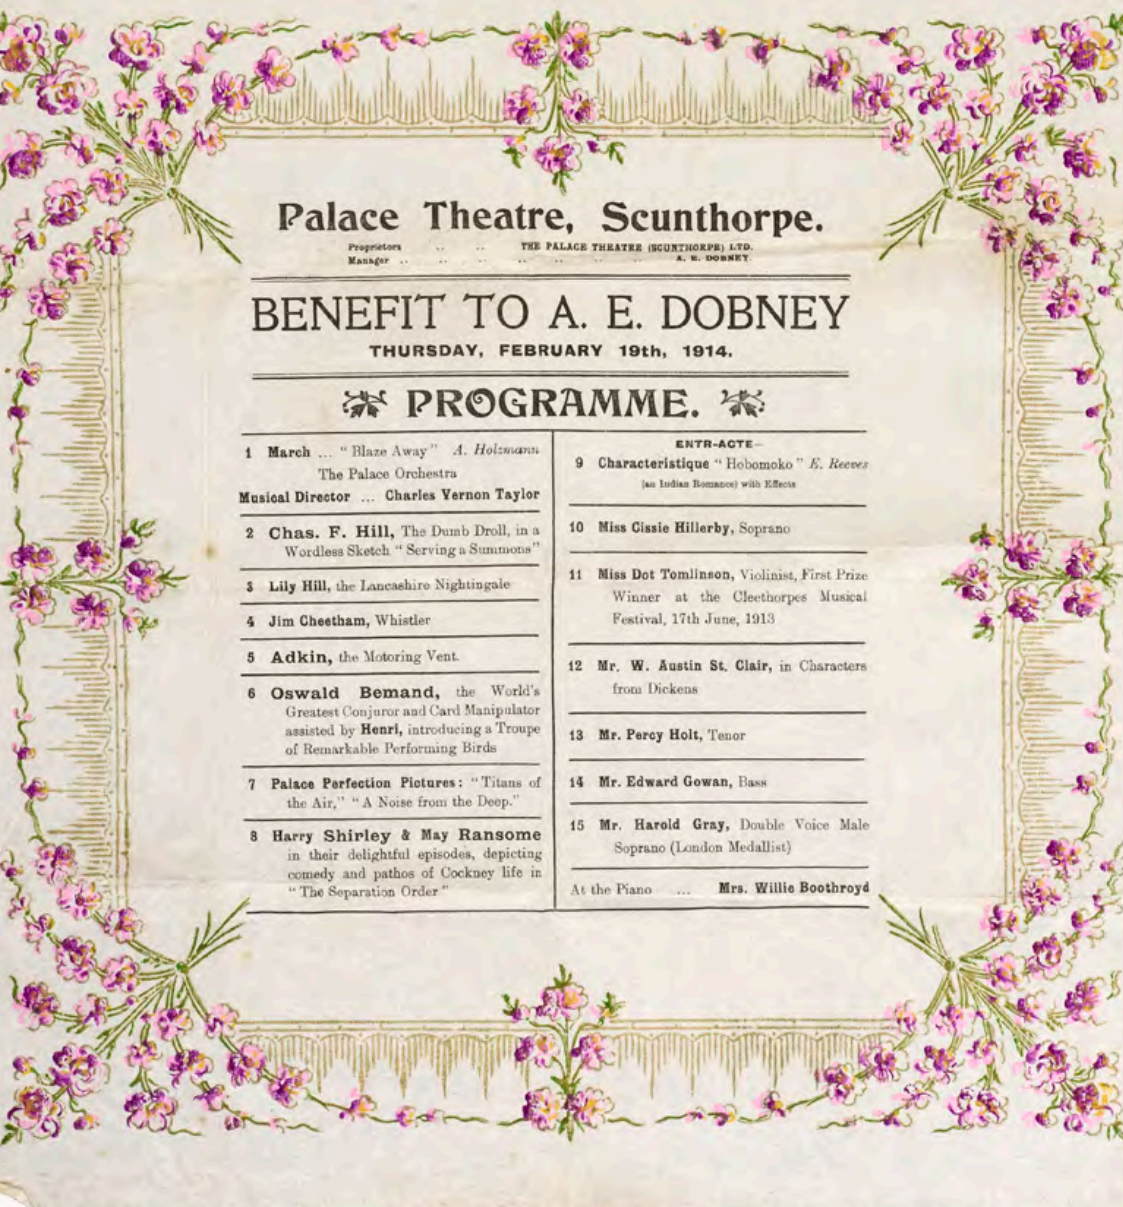 Palace Theatre, Scunthorpe.
Proprietors .. .. THE PALACE THEATRE (SCUNTHORPE) LTD.
Manager .. .. .. .. .. .. .. A. E. DOBNEY.
BENEFIT TO A. E. DOBNEY
THURSDAY, FEBRUARY 19th, 1914.
PROGRAMME.
1 March ... "Blaze Away" A. Holzmann
The Palace Orchestra
Musical Director ... Charles Vernon Taylor
2 Chas. F. Hill, The Dumb Droll, in a
Wordless Sketch "Serving a Summons"
3 Lily Hill, the Lancashire Nightingale
4 Jim Cheetham, Whistler
5 Adkin, the Motoring Vent.
6 Oswald Bemand, the World's
Greatest Conjuror and Card Manipulator
assisted by Henri, introducing a Troupe
of Remarkable Performing Birds
7 Palace Perfection Pictures: "Titans of
the Air," "A Noise from the Deep."
8 Harry Shirley & May Ransome
in their delightful episodes, depicting
comedy and pathos of Cockney life in
"The Separation Order"
ENTR-ACTE—
9 Characteristique "Hobomoko" E. Reeves
(an Indian Romance) with Effects
10 Miss Cissie Hillerby, Soprano
11 Miss Dot Tomlinson, Violinist, First Prize
Winner at the Cleethorpes Musical
Festival, 17th June, 1913
12 Mr. W. Austin St. Clair, in Characters
from Dickens
13 Mr. Percy Holt, Tenor
14 Mr. Edward Gowan, Bass
15 Mr. Harold Gray, Double Voice Male
Soprano (London Medallist)
At the Piano ... Mrs. Willie Boothroyd